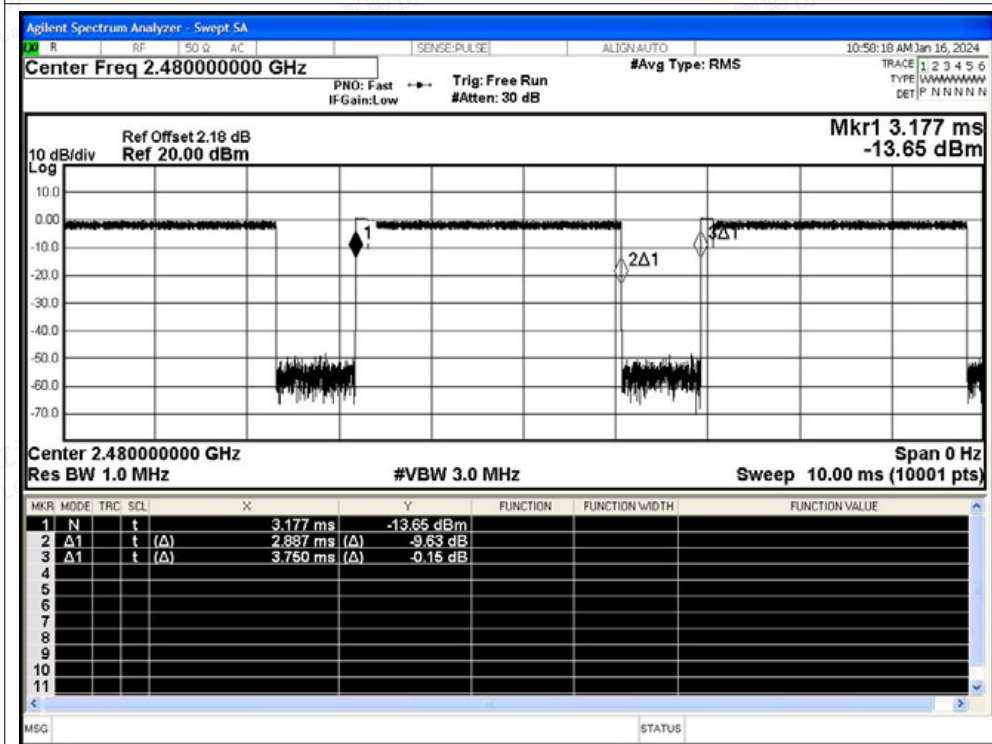 Agilent Spectrum Analyzer - Swept SA
LXI R RF 50 Ω AC SENSE:PULSE ALIGN AUTO 10:58:18 AM Jan 16, 2024
Center Freq 2.480000000 GHz #Avg Type: RMS TRACE 1 2 3 4 5 6
PNO: Fast Trig: Free Run TYPE WWWWWW
IFGain:Low #Atten: 30 dB DET P N N N N N
Mkr1 3.177 ms
Ref Offset 2.18 dB -13.65 dBm
10 dB/div Ref 20.00 dBm
Log
10.0
0.00
1 3Δ1
-10.0
2Δ1
-20.0
-30.0
-40.0
-50.0
-60.0
-70.0
Center 2.480000000 GHz Span 0 Hz
Res BW 1.0 MHz #VBW 3.0 MHz Sweep 10.00 ms (10001 pts)
MKR MODE TRC SCL X Y FUNCTION FUNCTION WIDTH FUNCTION VALUE
1 N t 3.177 ms -13.65 dBm
2 Δ1 t (Δ) 2.887 ms (Δ) -9.63 dB
3 Δ1 t (Δ) 3.750 ms (Δ) -0.15 dB
4
5
6
7
8
9
10
11
MSG STATUS